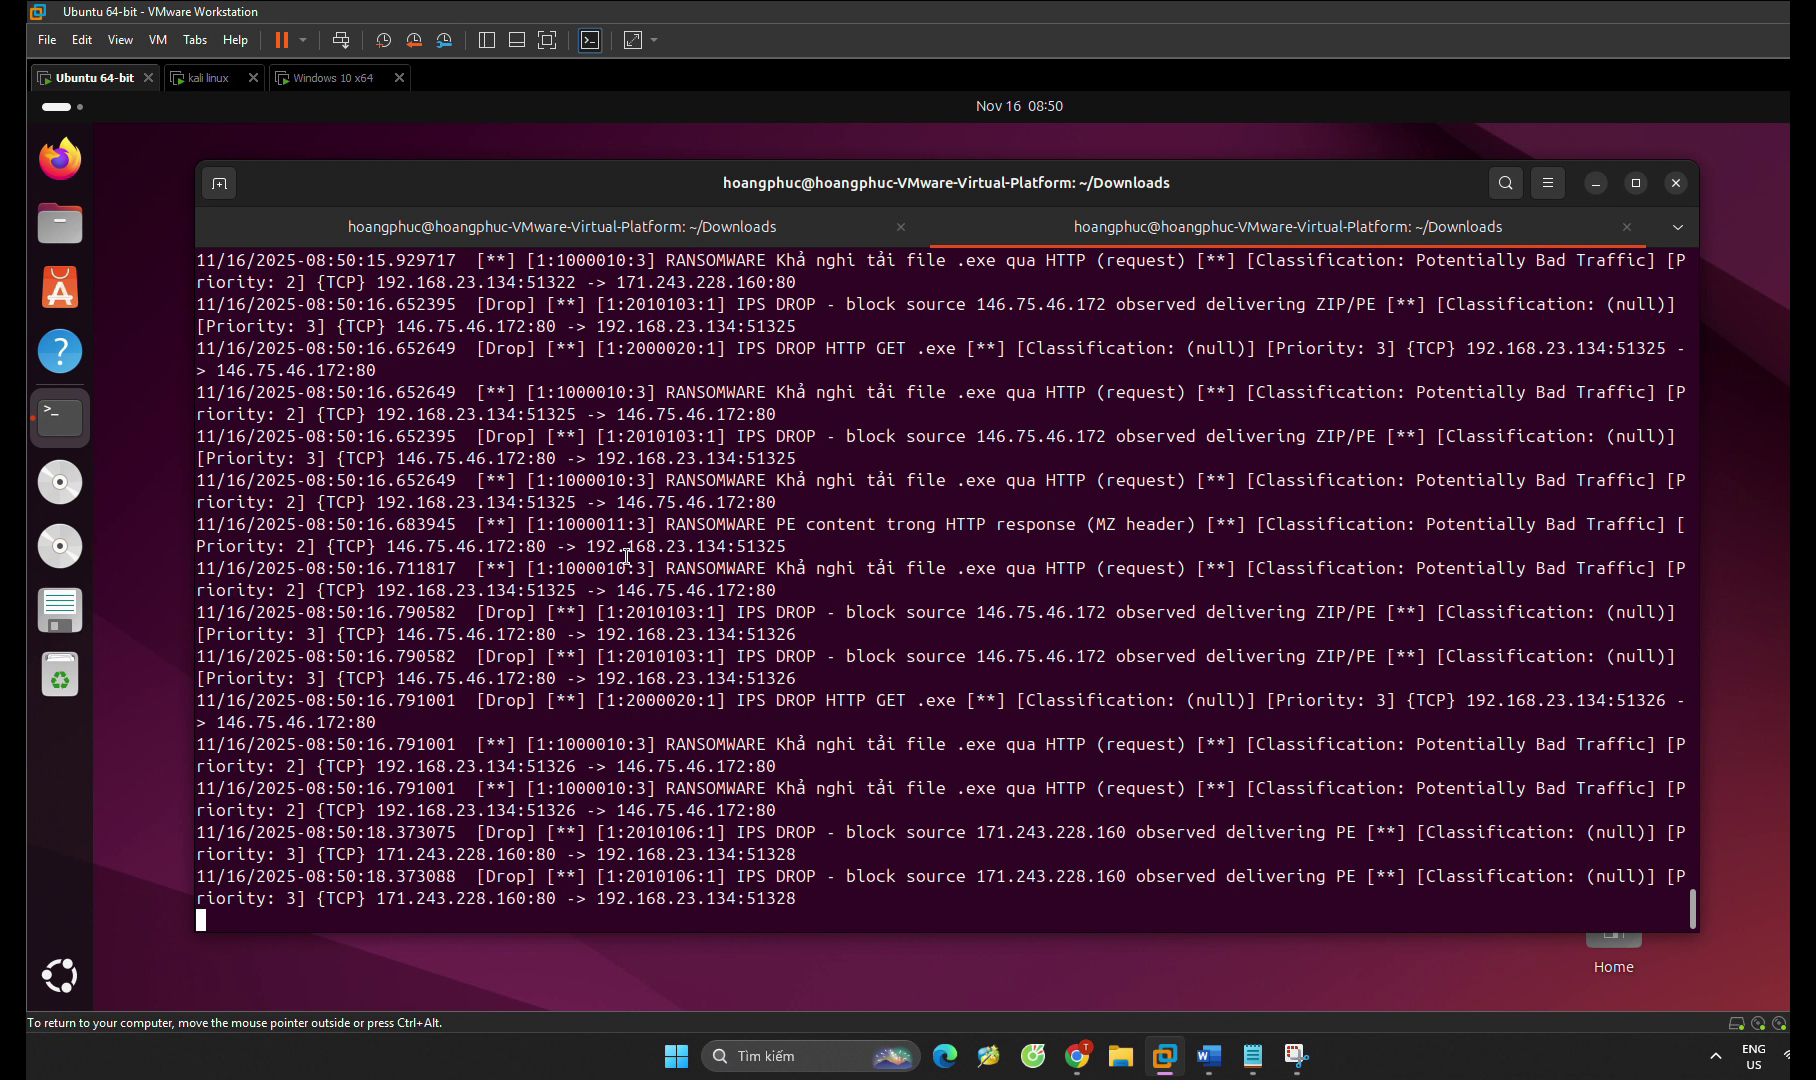 Ubuntu 64-bit - VMware Workstation
File Edit View VM Tabs Help
Ubuntu 64-bit kali linux Windows 10 x64
Nov 16 08:50
hoangphuc@hoangphuc-VMware-Virtual-Platform: ~/Downloads
hoangphuc@hoangphuc-VMware-Virtual-Platform: ~/Downloads hoangphuc@hoangphuc-VMware-Virtual-Platform: ~/Downloads
11/16/2025-08:50:15.929717  [**] [1:1000010:3] RANSOMWARE Khả nghi tải file .exe qua HTTP (request) [**] [Classification: Potentially Bad Traffic] [P
riority: 2] {TCP} 192.168.23.134:51322 -> 171.243.228.160:80
11/16/2025-08:50:16.652395  [Drop] [**] [1:2010103:1] IPS DROP - block source 146.75.46.172 observed delivering ZIP/PE [**] [Classification: (null)]
[Priority: 3] {TCP} 146.75.46.172:80 -> 192.168.23.134:51325
11/16/2025-08:50:16.652649  [Drop] [**] [1:2000020:1] IPS DROP HTTP GET .exe [**] [Classification: (null)] [Priority: 3] {TCP} 192.168.23.134:51325 -
> 146.75.46.172:80
11/16/2025-08:50:16.652649  [**] [1:1000010:3] RANSOMWARE Khả nghi tải file .exe qua HTTP (request) [**] [Classification: Potentially Bad Traffic] [P
riority: 2] {TCP} 192.168.23.134:51325 -> 146.75.46.172:80
11/16/2025-08:50:16.652395  [Drop] [**] [1:2010103:1] IPS DROP - block source 146.75.46.172 observed delivering ZIP/PE [**] [Classification: (null)]
[Priority: 3] {TCP} 146.75.46.172:80 -> 192.168.23.134:51325
11/16/2025-08:50:16.652649  [**] [1:1000010:3] RANSOMWARE Khả nghi tải file .exe qua HTTP (request) [**] [Classification: Potentially Bad Traffic] [P
riority: 2] {TCP} 192.168.23.134:51325 -> 146.75.46.172:80
11/16/2025-08:50:16.683945  [**] [1:1000011:3] RANSOMWARE PE content trong HTTP response (MZ header) [**] [Classification: Potentially Bad Traffic] [
Priority: 2] {TCP} 146.75.46.172:80 -> 192.168.23.134:51325
11/16/2025-08:50:16.711817  [**] [1:1000010:3] RANSOMWARE Khả nghi tải file .exe qua HTTP (request) [**] [Classification: Potentially Bad Traffic] [P
riority: 2] {TCP} 192.168.23.134:51325 -> 146.75.46.172:80
11/16/2025-08:50:16.790582  [Drop] [**] [1:2010103:1] IPS DROP - block source 146.75.46.172 observed delivering ZIP/PE [**] [Classification: (null)]
[Priority: 3] {TCP} 146.75.46.172:80 -> 192.168.23.134:51326
11/16/2025-08:50:16.790582  [Drop] [**] [1:2010103:1] IPS DROP - block source 146.75.46.172 observed delivering ZIP/PE [**] [Classification: (null)]
[Priority: 3] {TCP} 146.75.46.172:80 -> 192.168.23.134:51326
11/16/2025-08:50:16.791001  [Drop] [**] [1:2000020:1] IPS DROP HTTP GET .exe [**] [Classification: (null)] [Priority: 3] {TCP} 192.168.23.134:51326 -
> 146.75.46.172:80
11/16/2025-08:50:16.791001  [**] [1:1000010:3] RANSOMWARE Khả nghi tải file .exe qua HTTP (request) [**] [Classification: Potentially Bad Traffic] [P
riority: 2] {TCP} 192.168.23.134:51326 -> 146.75.46.172:80
11/16/2025-08:50:16.791001  [**] [1:1000010:3] RANSOMWARE Khả nghi tải file .exe qua HTTP (request) [**] [Classification: Potentially Bad Traffic] [P
riority: 2] {TCP} 192.168.23.134:51326 -> 146.75.46.172:80
11/16/2025-08:50:18.373075  [Drop] [**] [1:2010106:1] IPS DROP - block source 171.243.228.160 observed delivering PE [**] [Classification: (null)] [P
riority: 3] {TCP} 171.243.228.160:80 -> 192.168.23.134:51328
11/16/2025-08:50:18.373088  [Drop] [**] [1:2010106:1] IPS DROP - block source 171.243.228.160 observed delivering PE [**] [Classification: (null)] [P
riority: 3] {TCP} 171.243.228.160:80 -> 192.168.23.134:51328
Home
To return to your computer, move the mouse pointer outside or press Ctrl+Alt.
Tìm kiếm
ENG
US